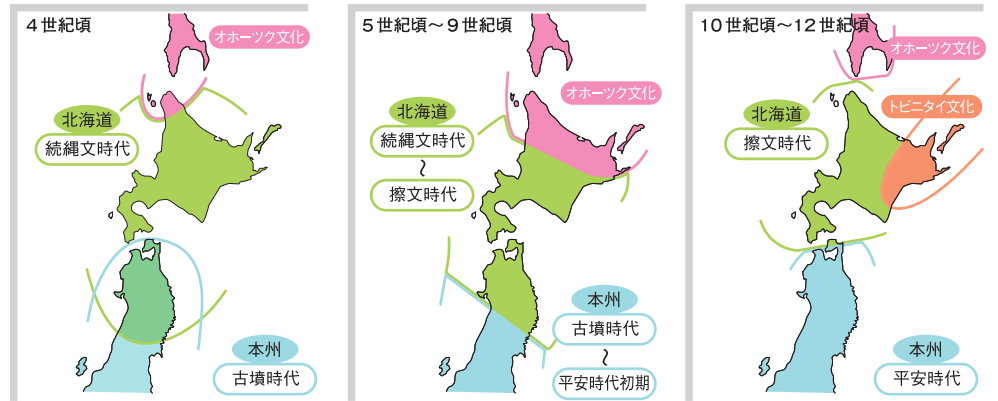 4世紀頃
オホーツク文化
北海道
続縄文時代
本州
古墳時代
5世紀頃〜9世紀頃
オホーツク文化
北海道
続縄文時代
〜
擦文時代
本州
古墳時代
〜
平安時代初期
10世紀頃〜12世紀頃
オホーツク文化
トビニタイ文化
北海道
擦文時代
本州
平安時代